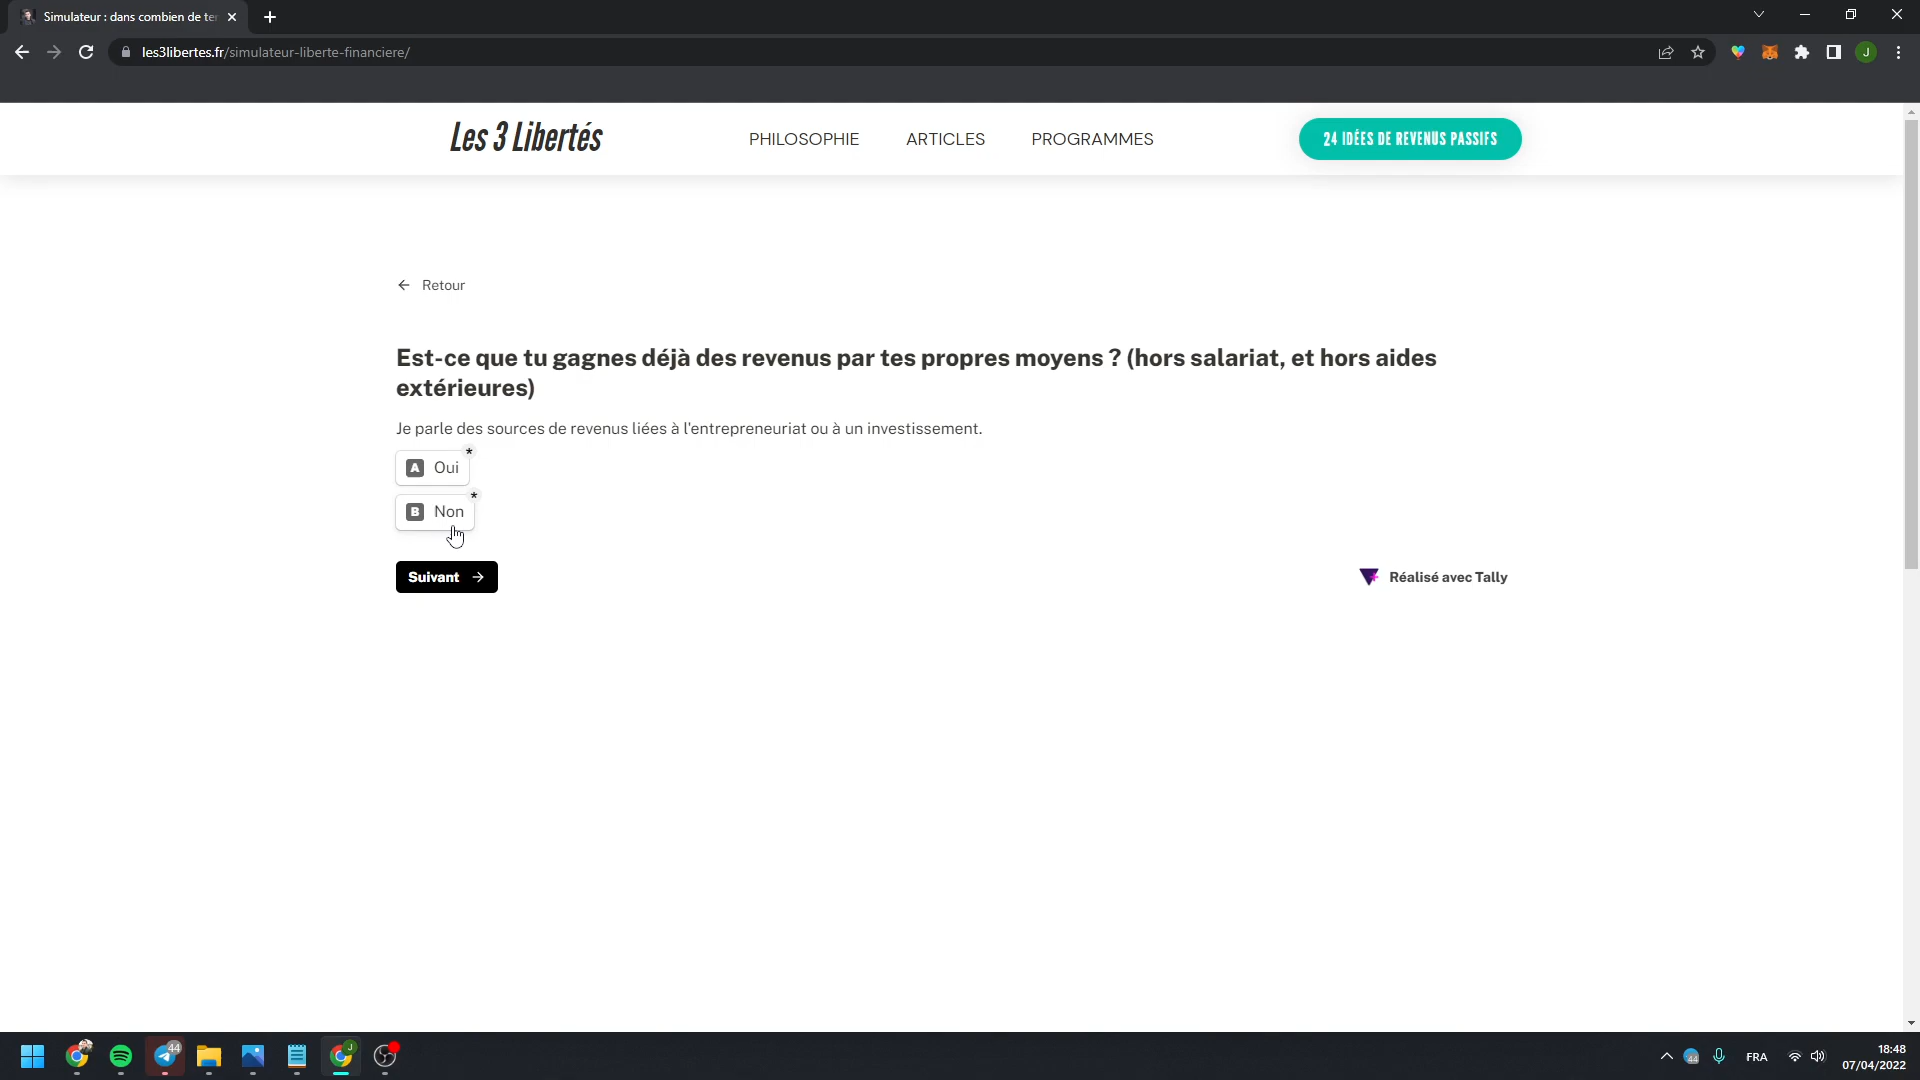 Simulateur : dans combien de te
les3libertes.fr/simulateur-liberte-financiere/
J
Les 3 Libertés
PHILOSOPHIE
ARTICLES
PROGRAMMES
24 IDÉES DE REVENUS PASSIFS
Retour
Est-ce que tu gagnes déjà des revenus par tes propres moyens ? (hors salariat, et hors aides
extérieures)
Je parle des sources de revenus liées à l'entrepreneuriat ou à un investissement.
A Oui *
B Non *
Suivant →
Réalisé avec Tally
44
J
44
FRA
18:48
07/04/2022